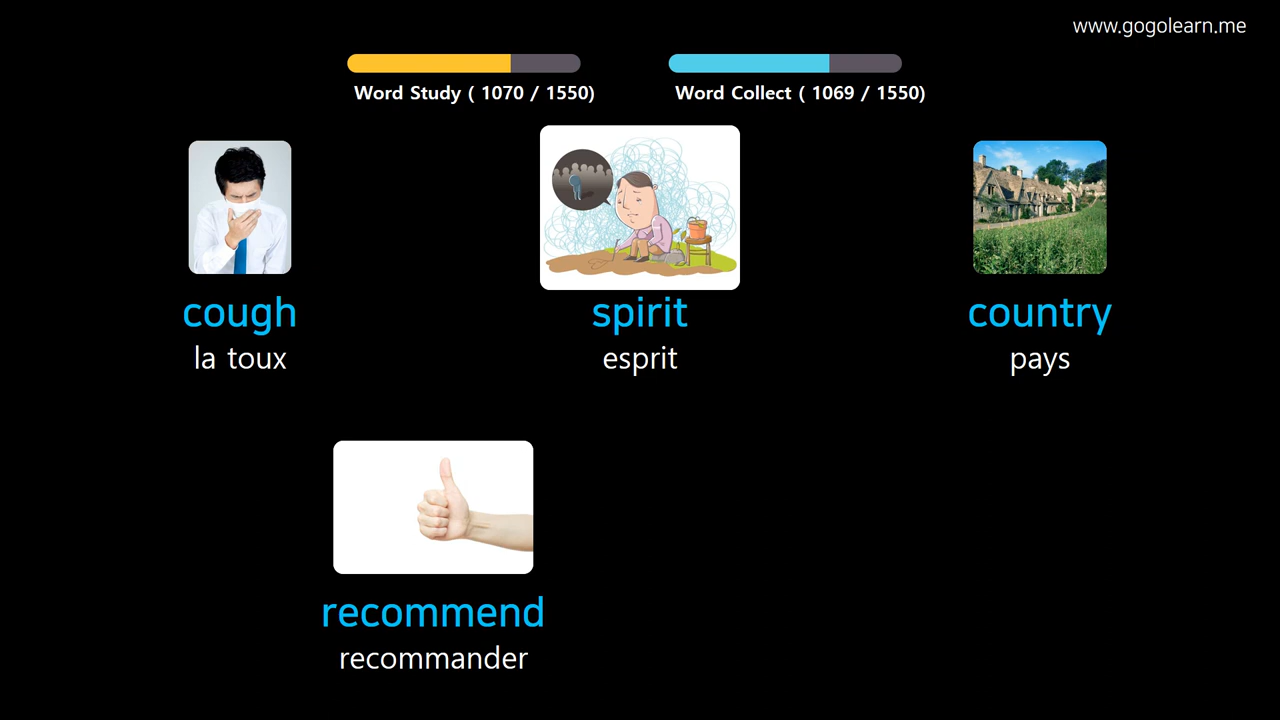 www.gogolearn.me
Word Study ( 1070 / 1550)
Word Collect ( 1069 / 1550)
cough
la toux
spirit
esprit
country
pays
recommend
recommander